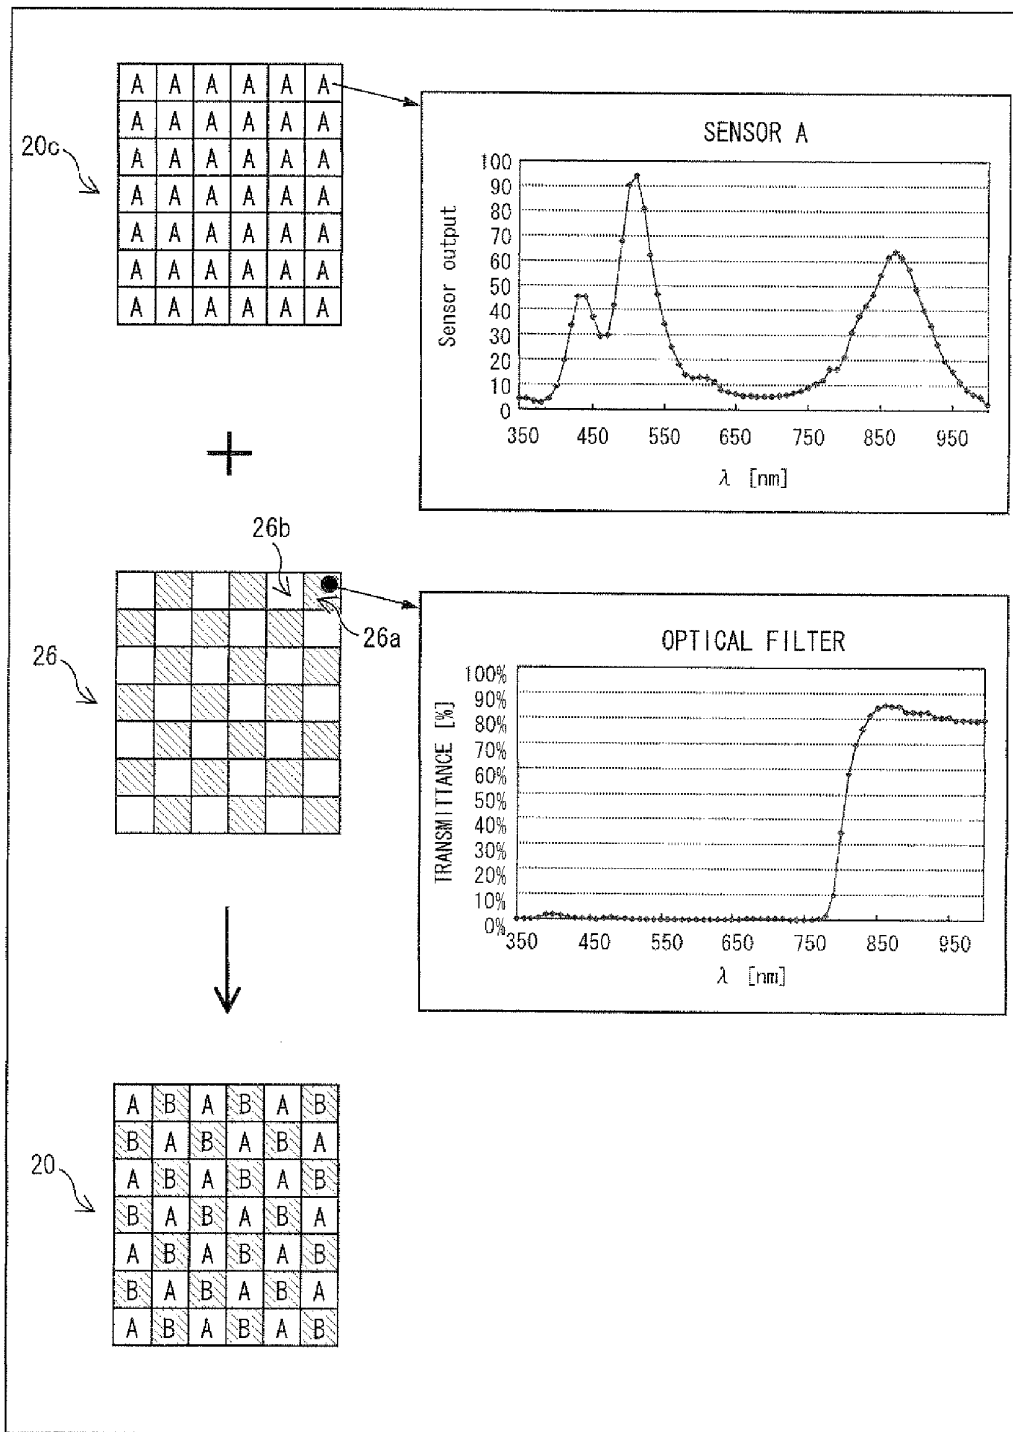 A A A A A A
A A A A A A
A A A A A A
A A A A A A
A A A A A A
A A A A A A
A A A A A A
20c
SENSOR A
Sensor output
100
90
80
70
60
50
40
30
20
10
0
350 450 550 650 750 850 950
λ [nm]
+
26b
26a
26
OPTICAL FILTER
TRANSMITTANCE [%]
100%
90%
80%
70%
60%
50%
40%
30%
20%
10%
0%
350 450 550 650 750 850 950
λ [nm]
20
A B A B A B
B A B A B A
A B A B A B
B A B A B A
A B A B A B
B A B A B A
A B A B A B